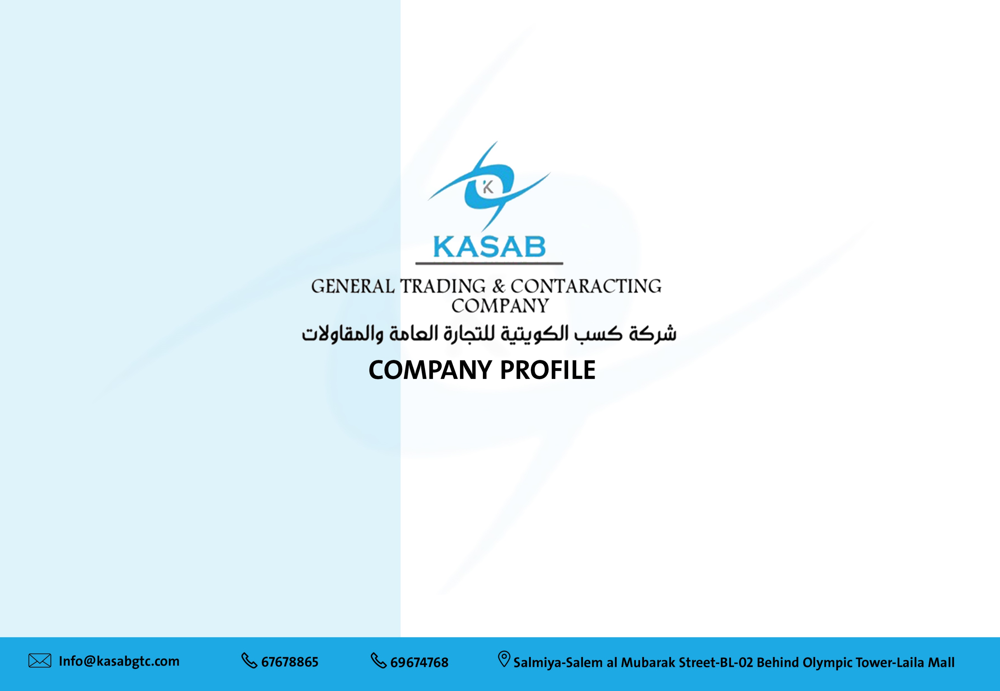 K
KASAB
GENERAL TRADING & CONTARACTING
COMPANY
شركة كسب الكويتية للتجارة العامة والمقاولات
COMPANY PROFILE
Info@kasabgtc.com
67678865
69674768
Salmiya-Salem al Mubarak Street-BL-02 Behind Olympic Tower-Laila Mall